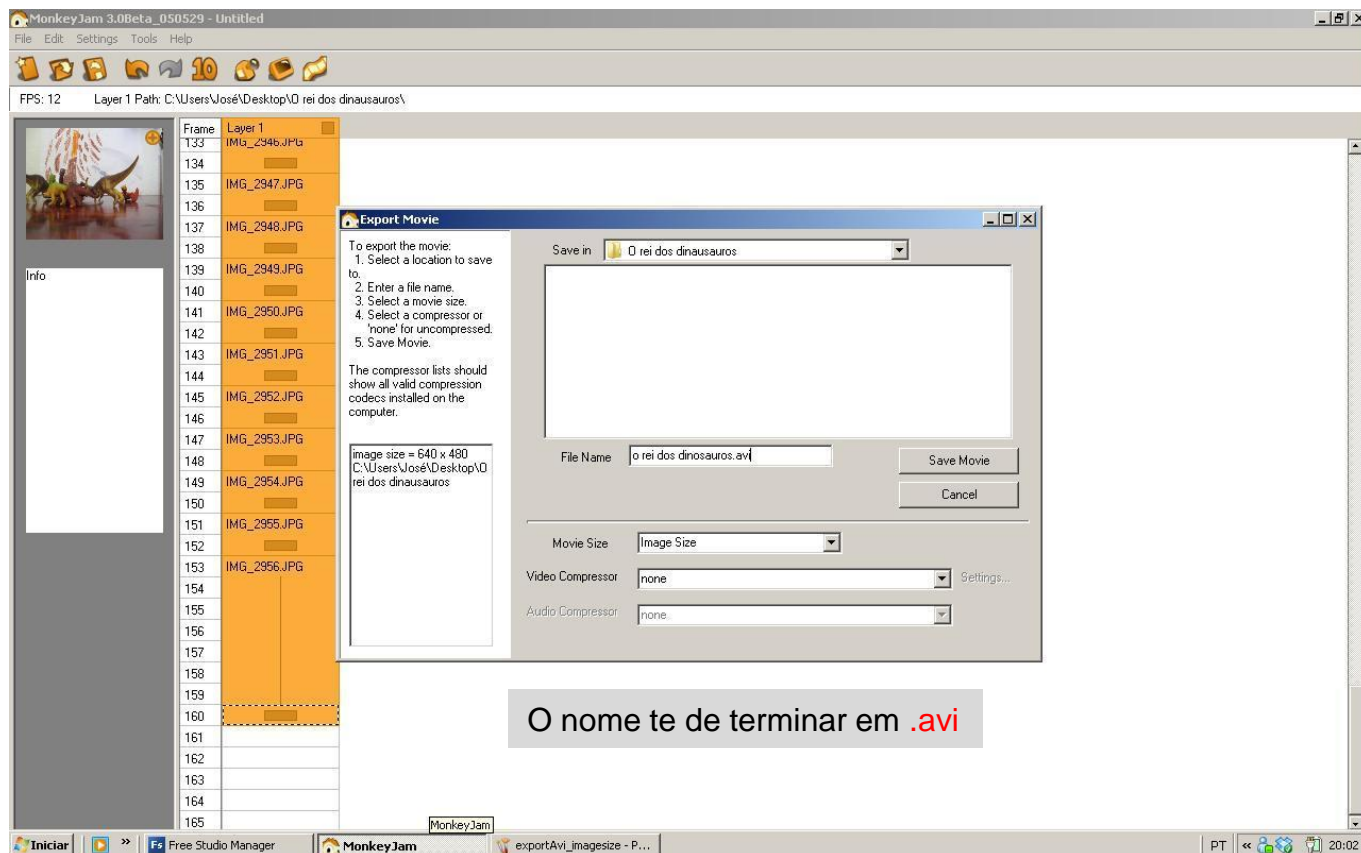 MonkeyJam 3.0Beta_050529 - Untitled
File Edit Settings Tools Help
10
FPS: 12 Layer 1 Path: C:\Users\José\Desktop\O rei dos dinausauros\
Frame Layer 1
133 IMG_2946.JPG
134
135 IMG_2947.JPG
136
137 IMG_2948.JPG
138
139 IMG_2949.JPG
140
141 IMG_2950.JPG
142
143 IMG_2951.JPG
144
145 IMG_2952.JPG
146
147 IMG_2953.JPG
148
149 IMG_2954.JPG
150
151 IMG_2955.JPG
152
153 IMG_2956.JPG
154
155
156
157
158
159
160
161
162
163
164
165
Info
Export Movie
To export the movie:
1. Select a location to save
to.
2. Enter a file name.
3. Select a movie size.
4. Select a compressor or
'none' for uncompressed.
5. Save Movie.
The compressor lists should
show all valid compression
codecs installed on the
computer.
image size = 640 x 480
C:\Users\José\Desktop\O
rei dos dinausauros
Save in O rei dos dinausauros
File Name o rei dos dinosauros.avi
Save Movie
Cancel
Movie Size Image Size
Video Compressor none Settings...
Audio Compressor none
O nome te de terminar em .avi
MonkeyJam
Iniciar » Fs Free Studio Manager MonkeyJam exportAvi_imagesize - P... PT « 20:02